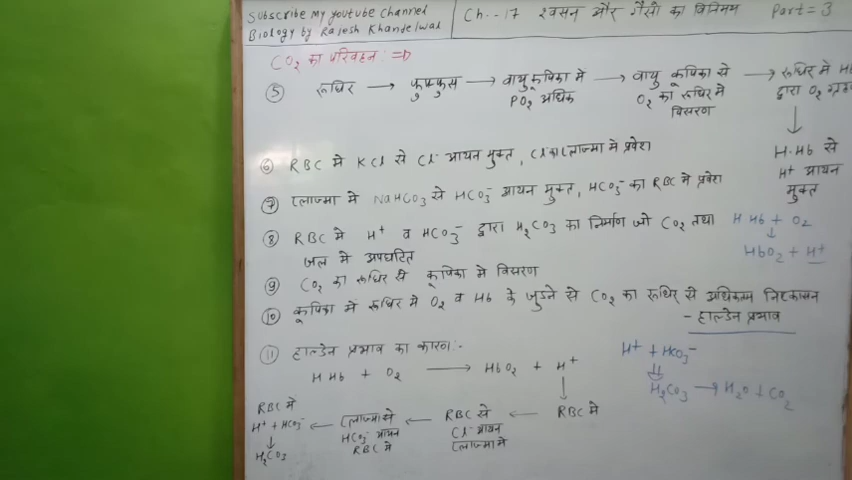 Subscribe my youtube channel
Biology by Rajesh Khandelwal
Ch.-17 श्वसन और गैसों का विनिमय Part = 3
CO₂ का परिवहन :⇒
⑤ रूधिर → फुफ्फुस → वायुकूपिका में PO₂ अधिक → वायु कूपिका से O₂ का रूधिर में विसरण → रूधिर में Hb द्वारा O₂ ग्रहण
↓
H.Hb से H⁺ आयन मुक्त
⑥ RBC में KCl से Cl⁻ आयन मुक्त, Cl⁻ का प्लाज्मा में प्रवेश
⑦ प्लाज्मा में NaHCO₃ से HCO₃⁻ आयन मुक्त, HCO₃⁻ का RBC में प्रवेश
⑧ RBC में H⁺ व HCO₃⁻ द्वारा H₂CO₃ का निर्माण जो CO₂ तथा
जल में अपघटित
H Hb + O₂
↓
HbO₂ + H⁺
⑨ CO₂ का रूधिर से कूपिका में विसरण
⑩ कूपिका में रूधिर में O₂ व Hb के जुडने से CO₂ का रूधिर से अधिकतम निष्कासन
- हाल्डेन प्रभाव
⑪ हाल्डेन प्रभाव का कारण:-
H Hb + O₂ → HbO₂ + H⁺
↓
RBC में ← RBC से Cl⁻ आयन प्लाज्मा में ← प्लाज्मा से HCO₃⁻ आयन RBC में ← RBC में H⁺ + HCO₃⁻
↓
H₂CO₃
H⁺ + HCO₃⁻
⇓
H₂CO₃ → H₂O + CO₂